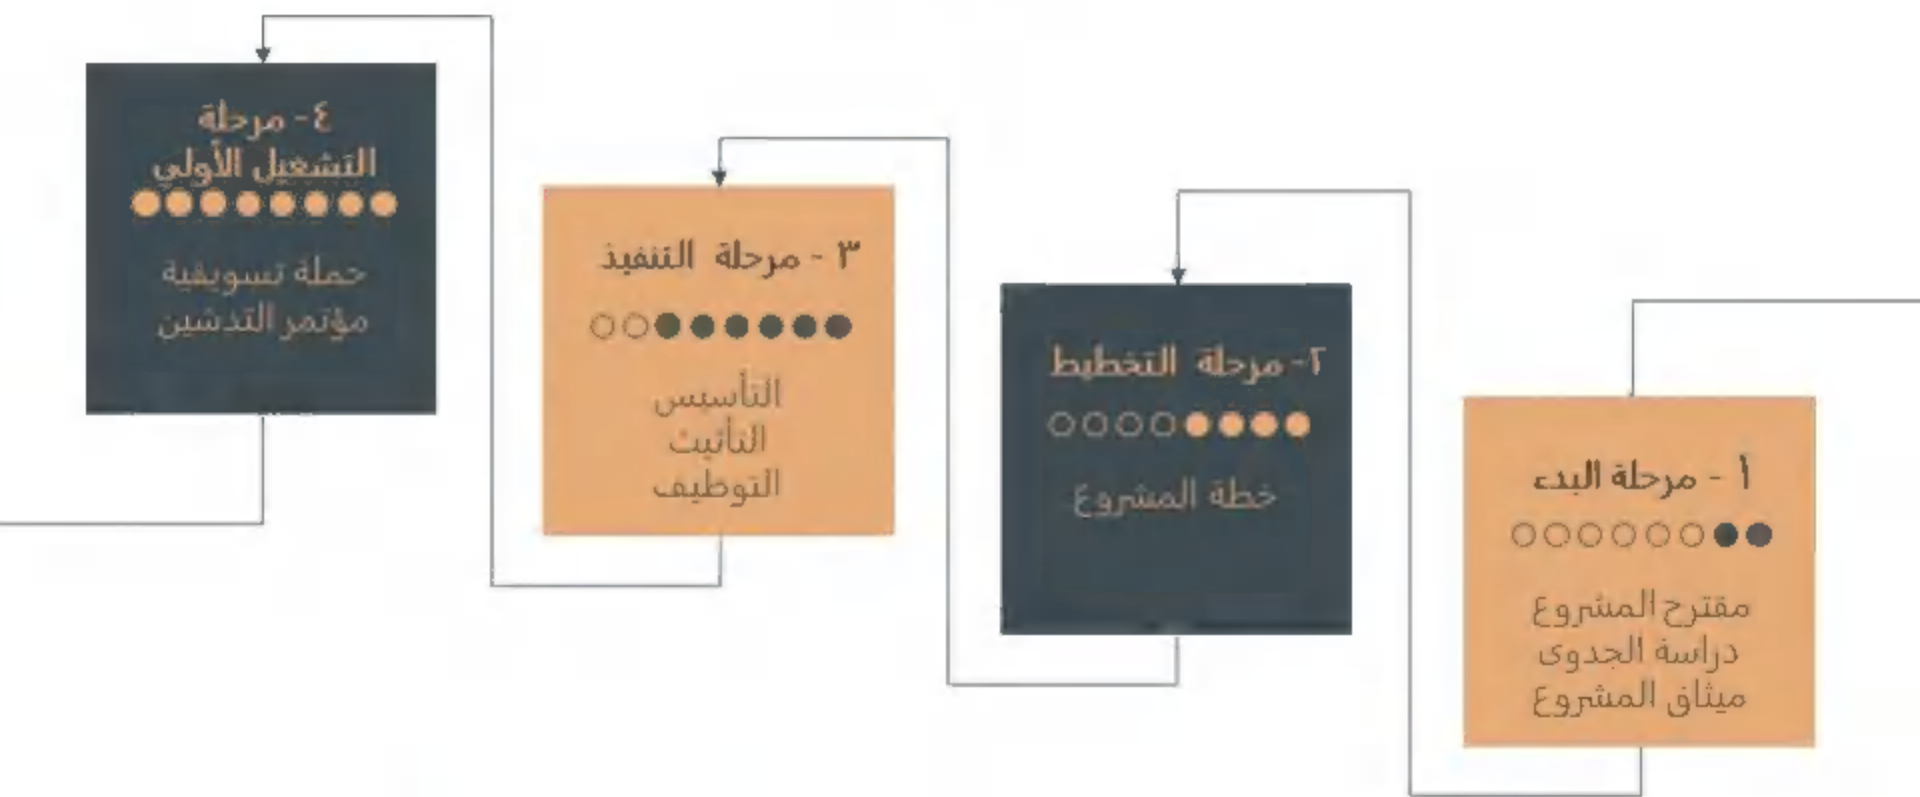 ١ - مرحلة البدء
مقترح المشروع
دراسة الجدوى
ميثاق المشروع
٢- مرحلة التخطيط
خطة المشروع
٣ - مرحلة التنفيذ
التأسيس
التأثيث
التوظيف
٤- مرحلة
التشغيل الأولي
حملة تسويقية
مؤتمر التدشين